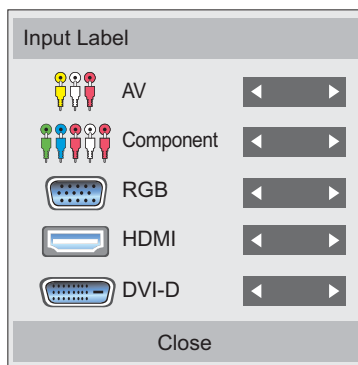 Input Label
AV
Component
RGB
HDMI
DVI-D
Close